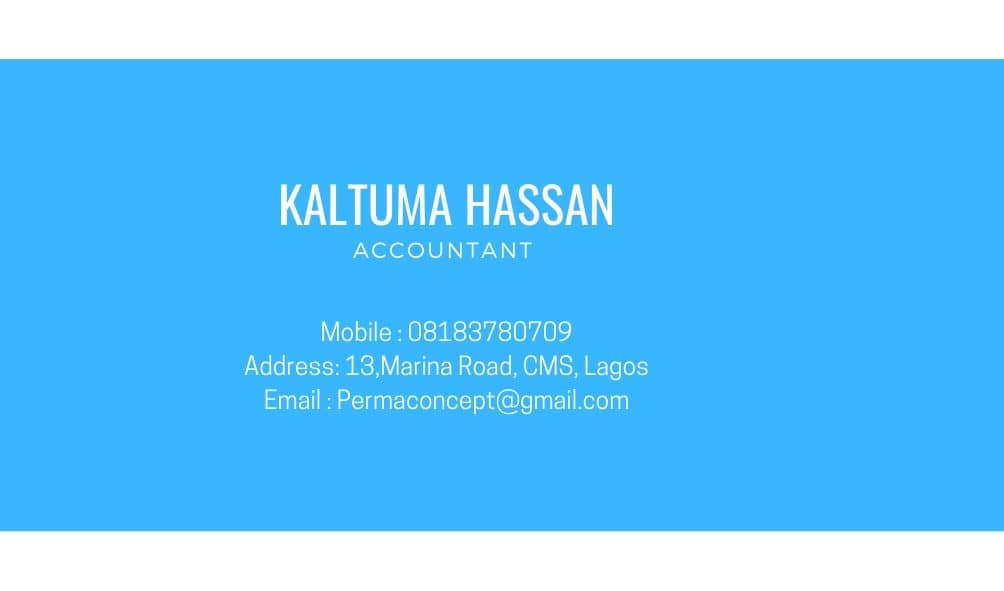 KALTUMA HASSAN
ACCOUNTANT
Mobile : 08183780709
Address: 13,Marina Road, CMS, Lagos
Email : Permaconcept@gmail.com